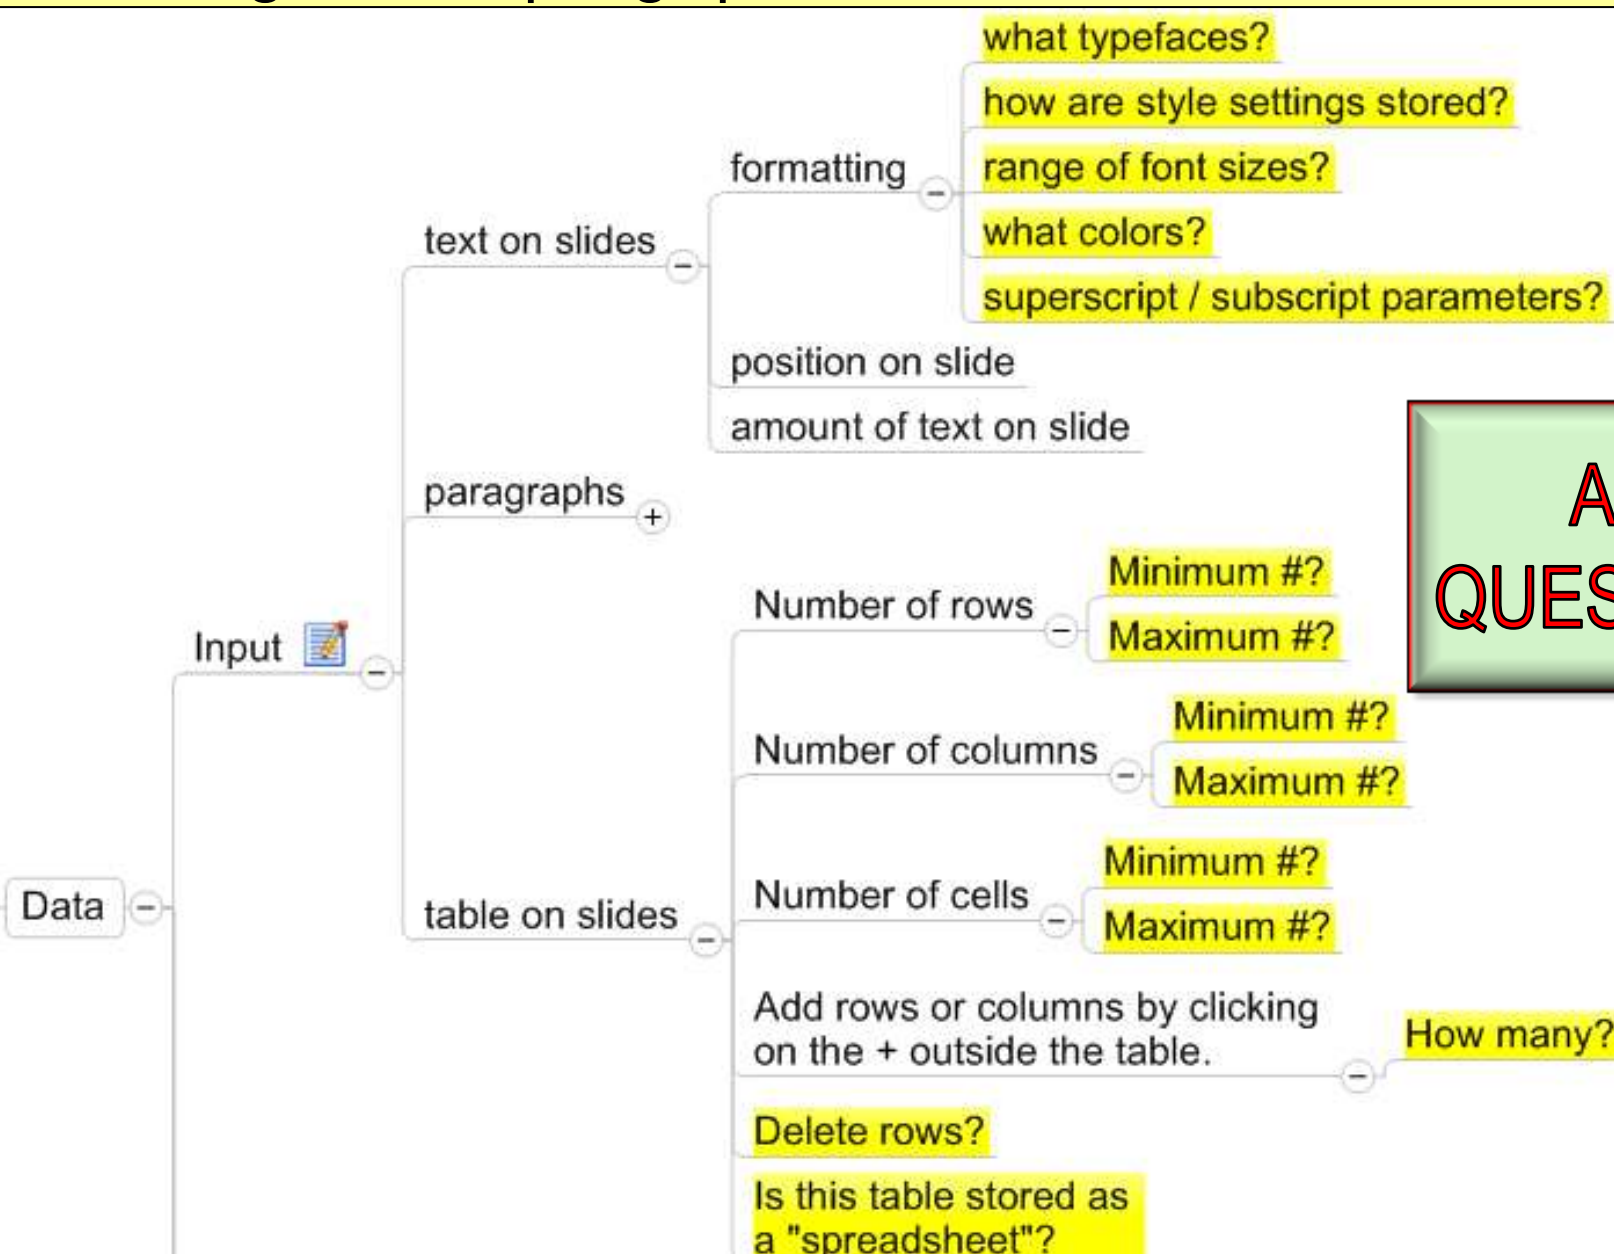 what typefaces?
how are style settings stored?
formatting
range of font sizes?
what colors?
text on slides
superscript / subscript parameters?
position on slide
amount of text on slide
paragraphs
Number of rows
Minimum #?
Maximum #?
Input
Number of columns
Minimum #?
Maximum #?
Number of cells
Minimum #?
Maximum #?
Data
table on slides
Add rows or columns by clicking
on the + outside the table.
How many?
Delete rows?
Is this table stored as
a "spreadsheet"?